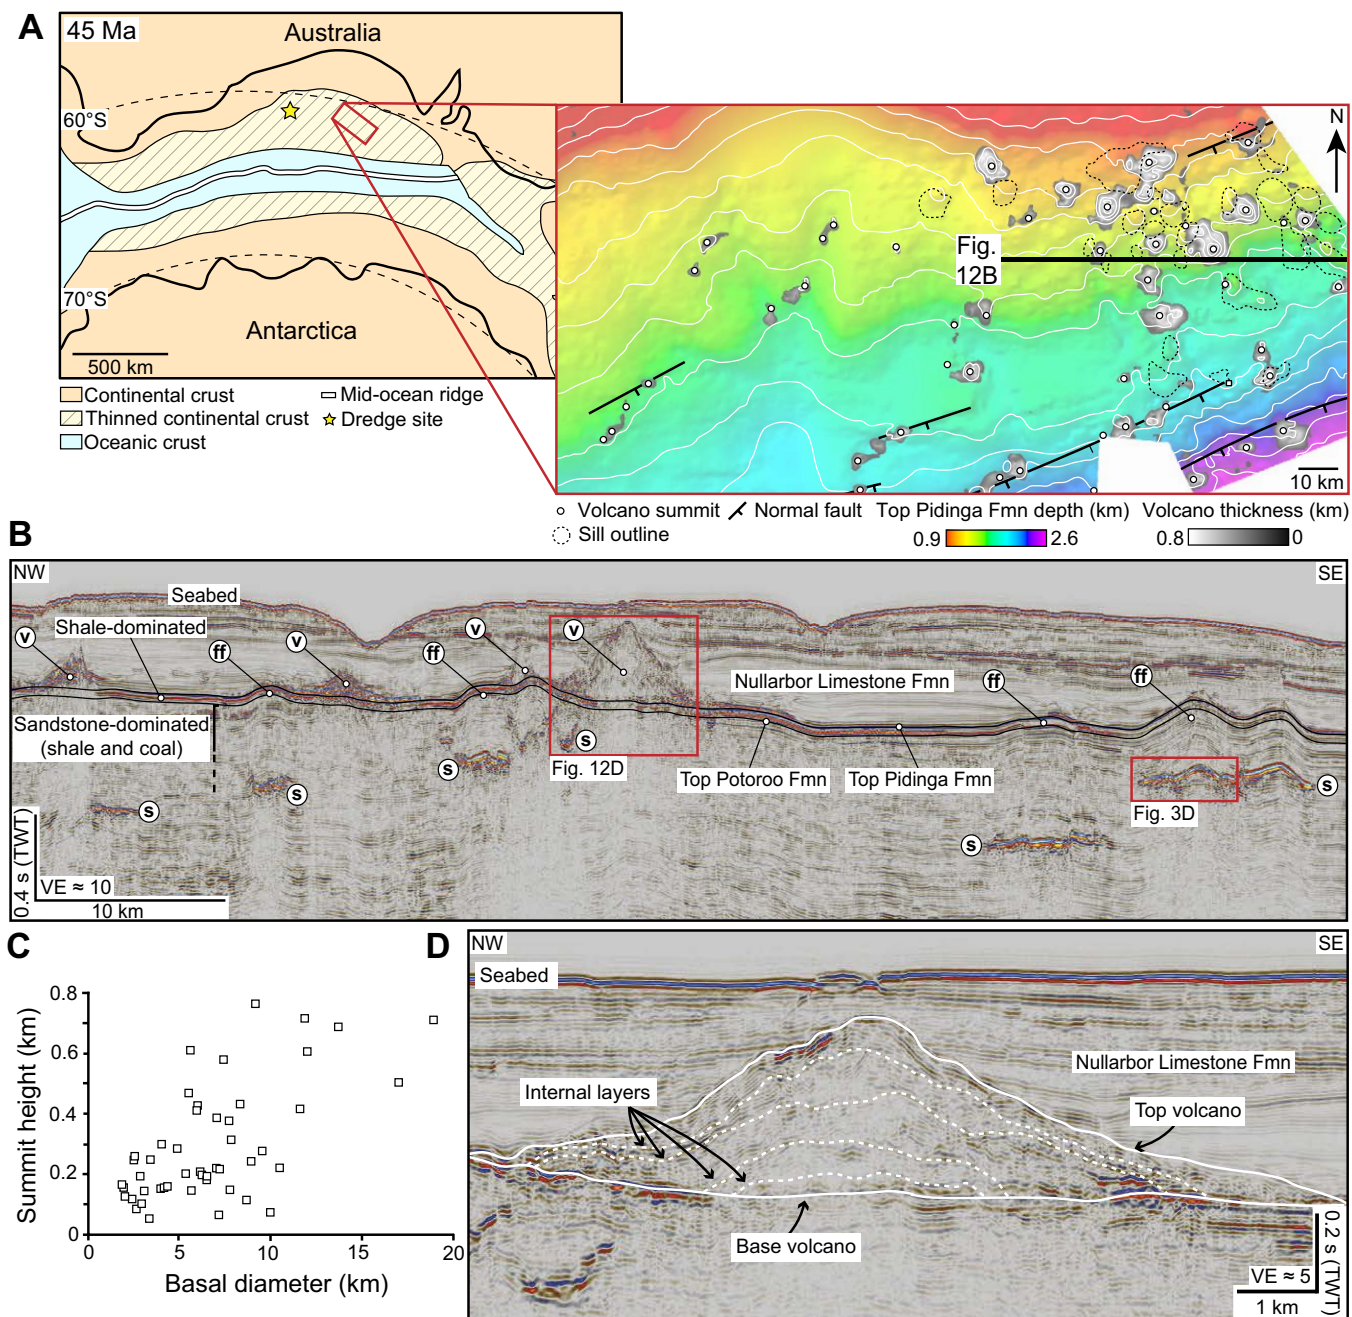 A
45 Ma
Australia
60°S
70°S
Antarctica
500 km
Continental crust
Thinned continental crust
Oceanic crust
Mid-ocean ridge
Dredge site
N
Fig.
12B
10 km
Volcano summit
Normal fault
Sill outline
Top Pidinga Fmn depth (km)
0.9
2.6
Volcano thickness (km)
0.8
0
B
NW
SE
Seabed
v
Shale-dominated
ff
v
ff
v
v
Nullarbor Limestone Fmn
ff
ff
Sandstone-dominated
(shale and coal)
s
s
s
s
Fig. 12D
Top Potoroo Fmn
Top Pidinga Fmn
s
s
Fig. 3D
0.4 s (TWT)
VE ≈ 10
10 km
C
Summit height (km)
0.8
0.6
0.4
0.2
0
0
5
10
15
20
Basal diameter (km)
D
NW
SE
Seabed
Nullarbor Limestone Fmn
Internal layers
Top volcano
Base volcano
0.2 s (TWT)
VE ≈ 5
1 km